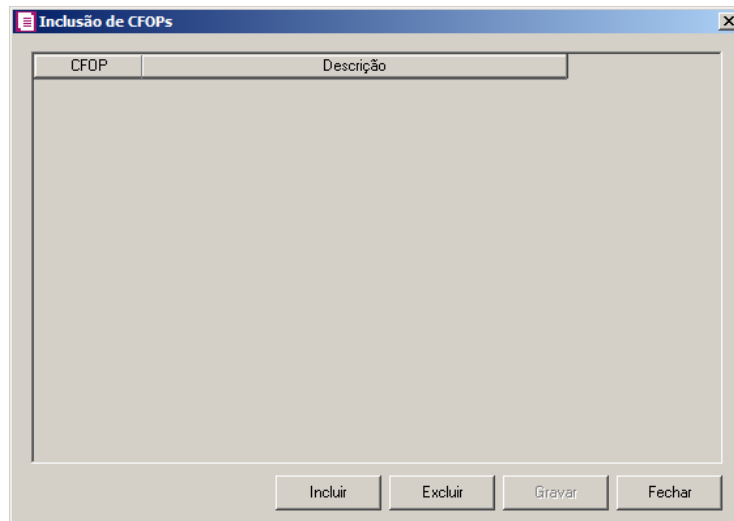 Inclusão de CFOPs
CFOP Descrição
Incluir Excluir Gravar Fechar